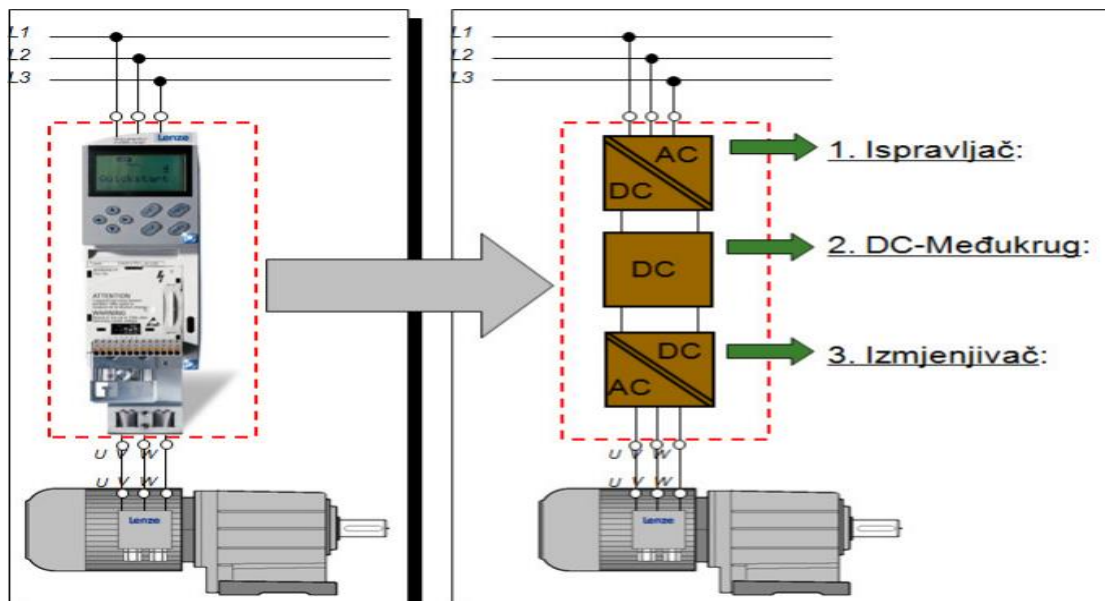 L1
L2
L3
Lenze
Quickstart
ATTENTION
WARNING
U V W
U V W
Lenze
L1
L2
L3
AC
DC
1. Ispravljač:
DC
2. DC-Međukrug:
DC
AC
3. Izmjenjivač:
U V W
U V W
Lenze